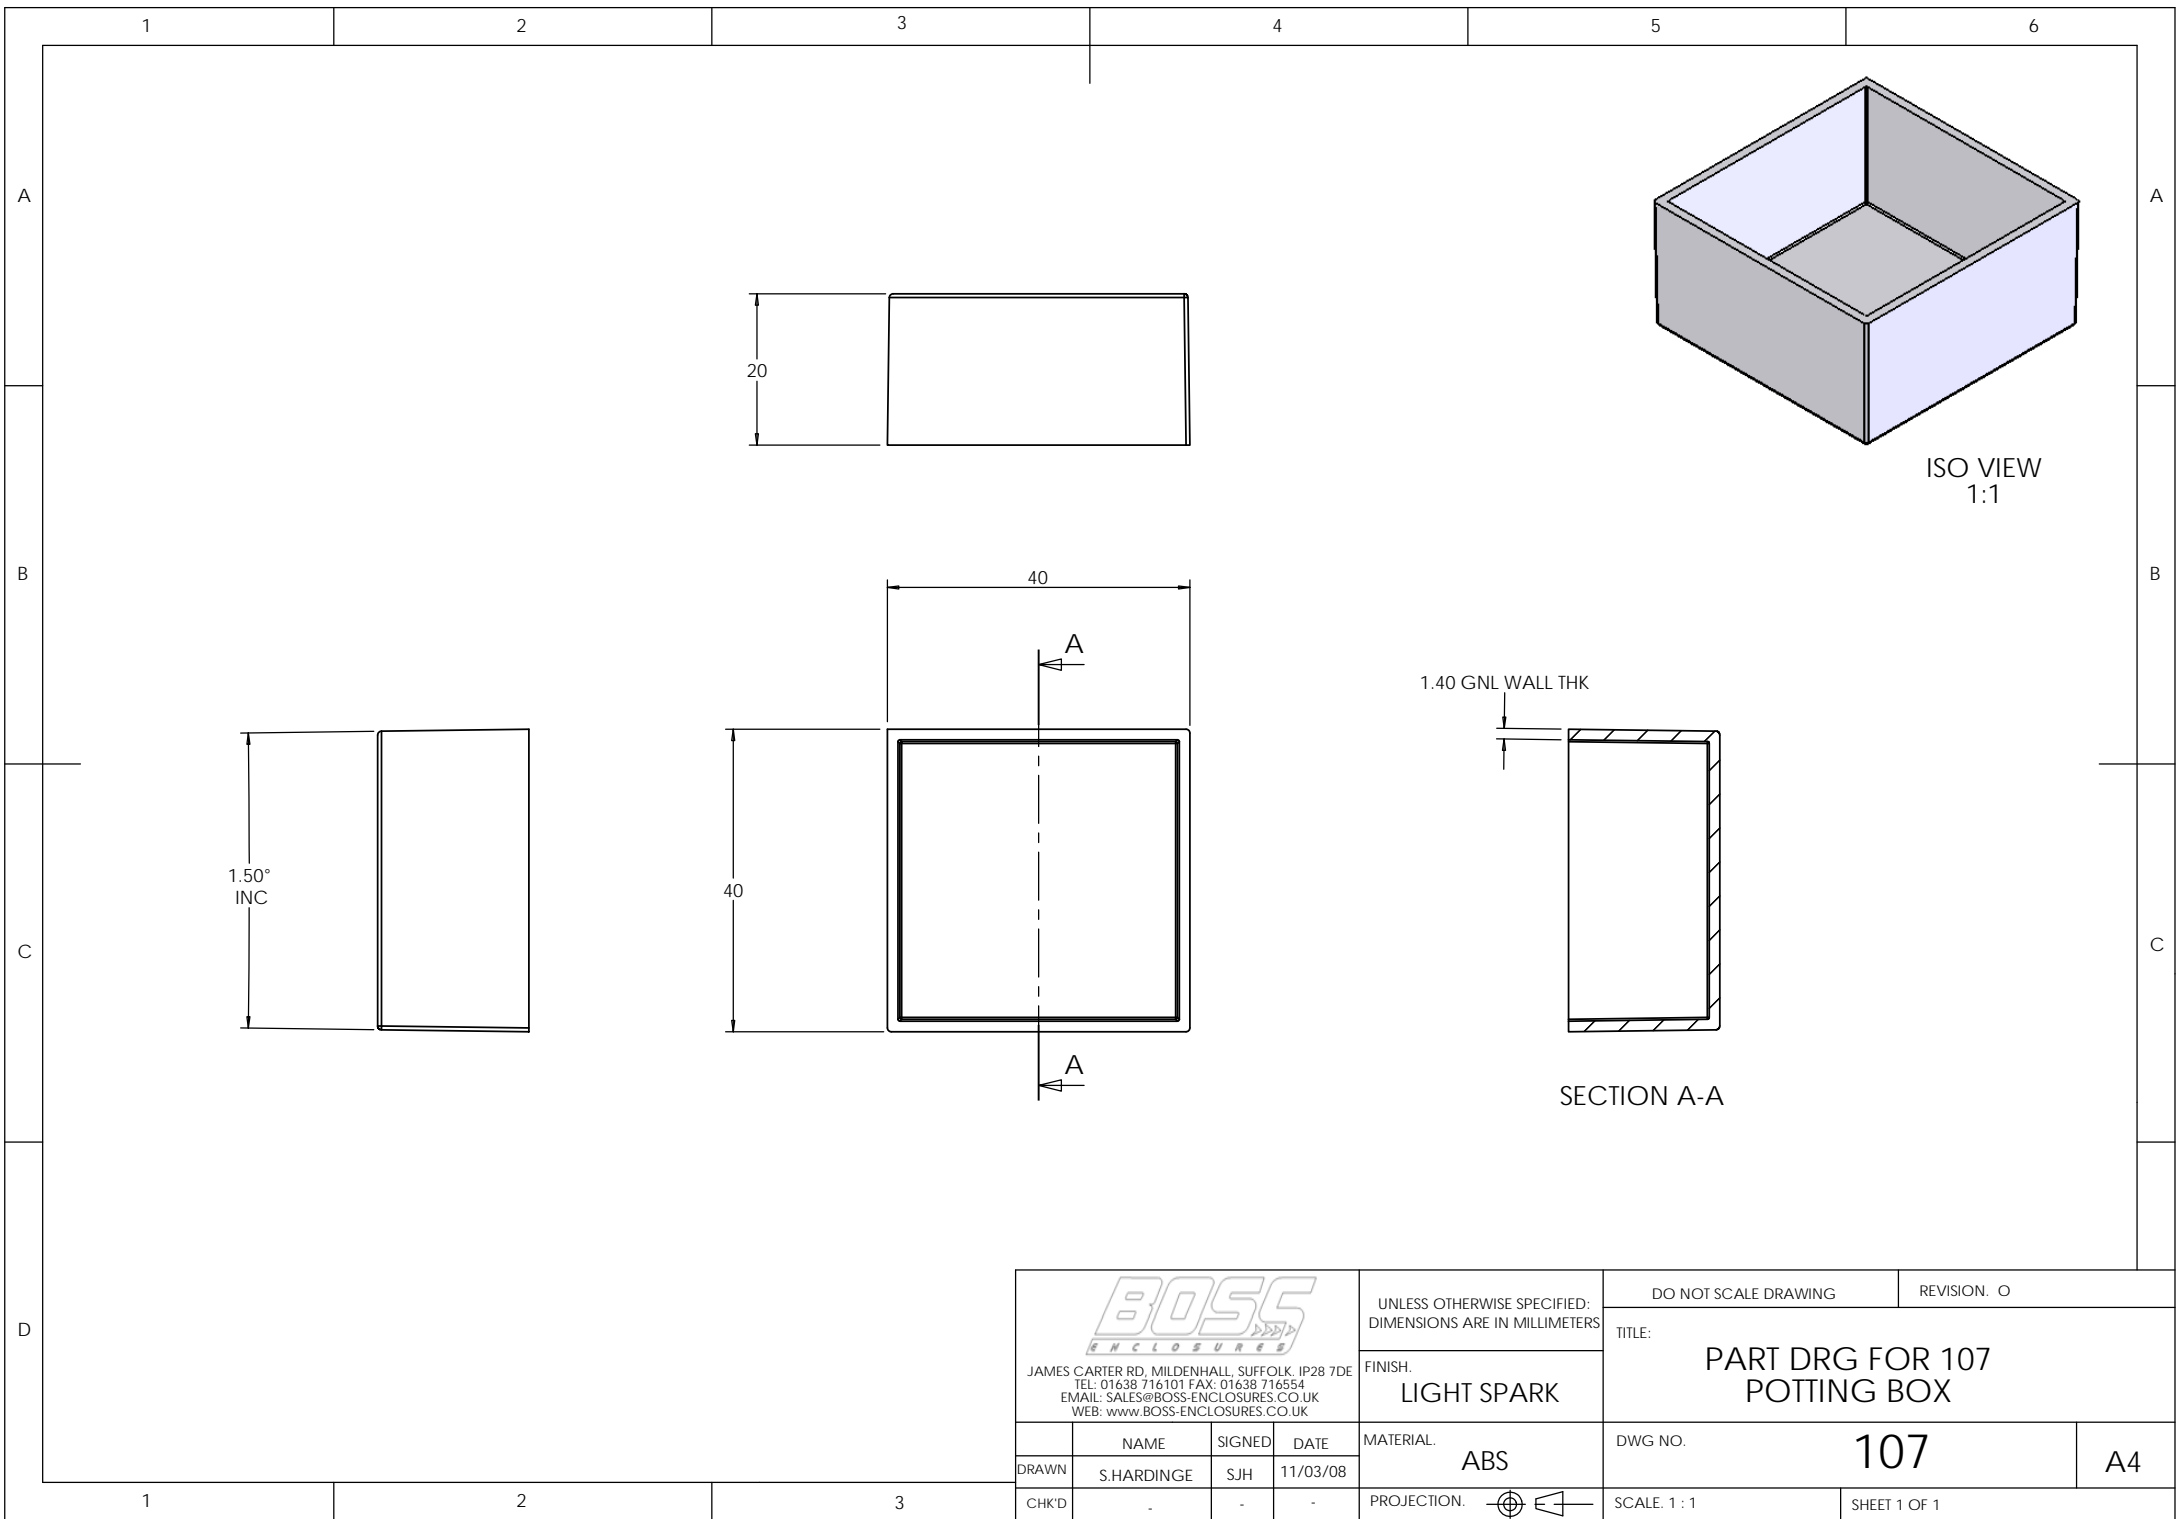 1 2 3 4 5 6
A A
ISO VIEW
1:1
20
B B
40
A
1.40 GNL WALL THK
1.50°
INC
40
C C
A
SECTION A-A
D
BOSS
ENCLOSURES
JAMES CARTER RD, MILDENHALL, SUFFOLK. IP28 7DE
TEL: 01638 716101 FAX: 01638 716554
EMAIL: SALES@BOSS-ENCLOSURES.CO.UK
WEB: www.BOSS-ENCLOSURES.CO.UK
UNLESS OTHERWISE SPECIFIED:
DIMENSIONS ARE IN MILLIMETERS
FINISH.
LIGHT SPARK
DO NOT SCALE DRAWING
REVISION. O
TITLE:
PART DRG FOR 107
POTTING BOX
NAME SIGNED DATE
DRAWN S.HARDINGE SJH 11/03/08
CHK'D - - -
MATERIAL.
ABS
PROJECTION.
DWG NO.
107
A4
SCALE. 1 : 1
SHEET 1 OF 1
1 2 3